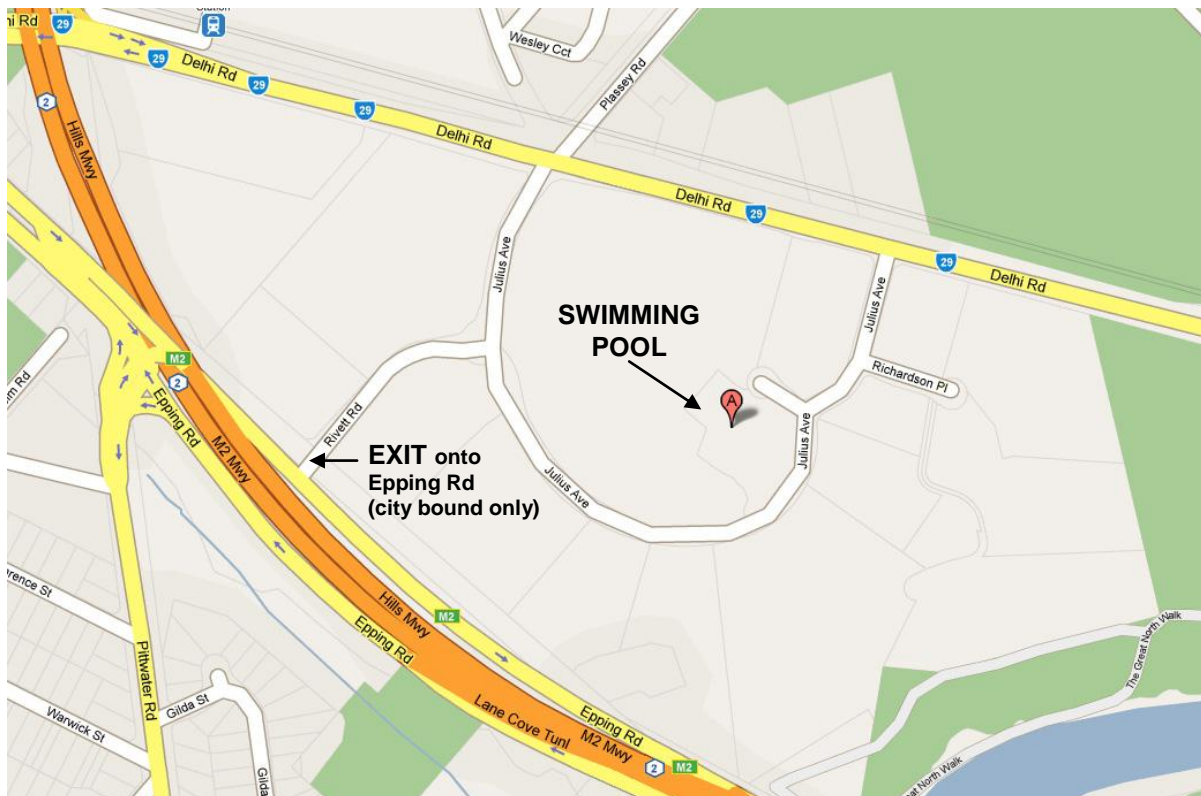 Station
hi Rd
29
Delhi Rd
29
29
29
Delhi Rd
Delhi Rd
29
Delhi Rd
29
Wesley Cct
Plassey Rd
2
Hills Mwy
Julius Ave
Julius Ave
SWIMMING
POOL
A
Richardson Pl
Julius Ave
Julius Ave
M2
2
Epping Rd
M2 Mwy
Rivett Rd
EXIT onto
Epping Rd
(city bound only)
Hills Mwy
M2
Epping Rd
Pittwater Rd
Gilda St
Gilda
Warwick St
rence St
Lane Cove Tunl
Epping Rd
M2 Mwy
2
M2
The Great North Walk
Great North Walk